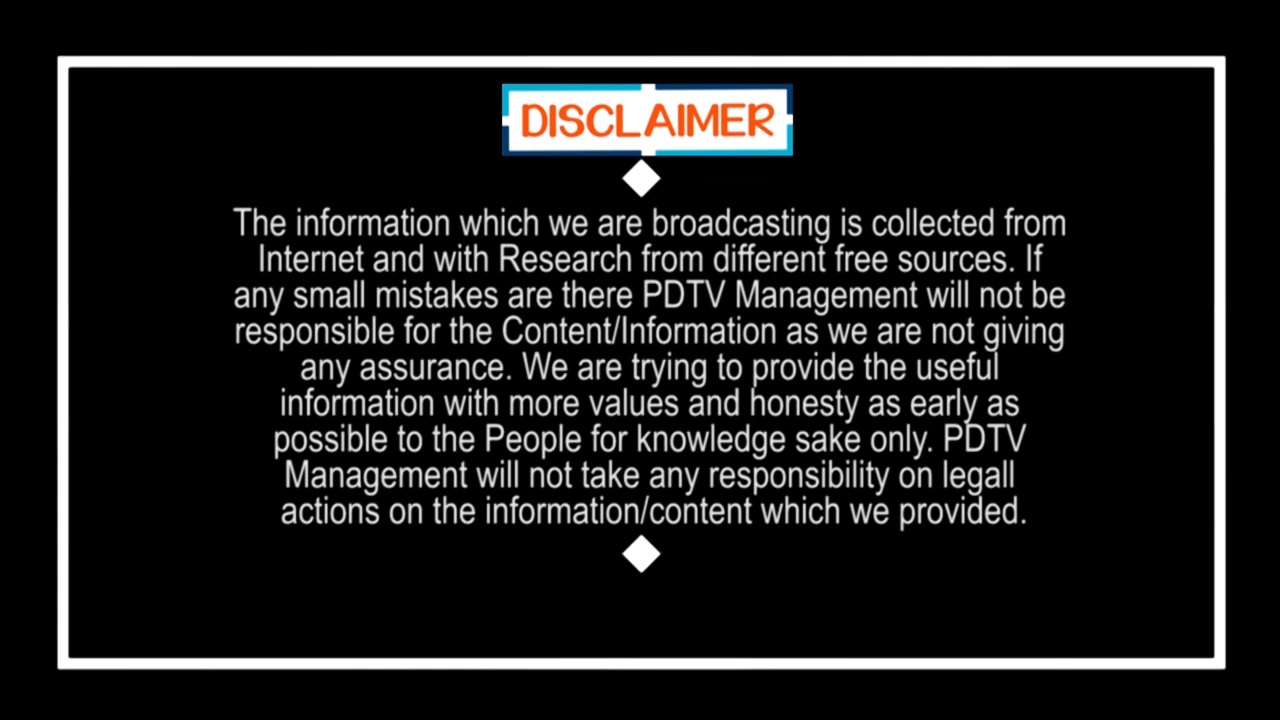 DISCLAIMER
The information which we are broadcasting is collected from
Internet and with Research from different free sources. If
any small mistakes are there PDTV Management will not be
responsible for the Content/Information as we are not giving
any assurance. We are trying to provide the useful
information with more values and honesty as early as
possible to the People for knowledge sake only. PDTV
Management will not take any responsibility on legall
actions on the information/content which we provided.